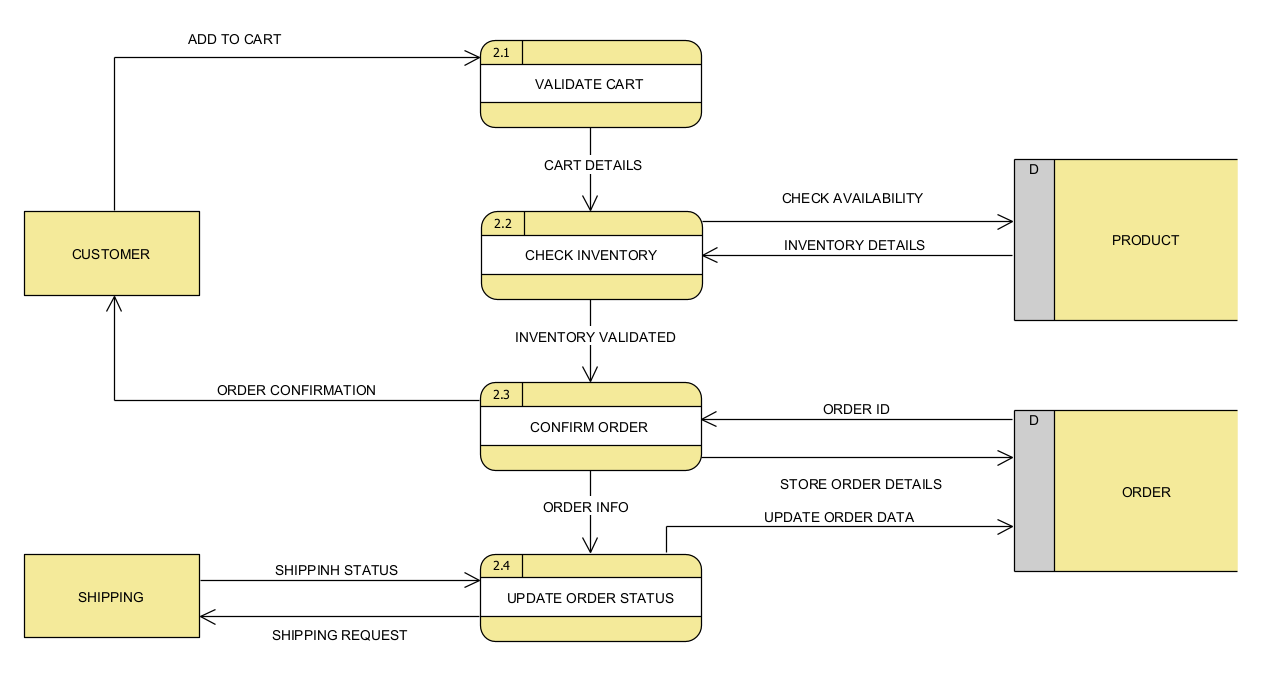 ADD TO CART
2.1
VALIDATE CART
CART DETAILS
D
CHECK AVAILABILITY
2.2
PRODUCT
INVENTORY DETAILS
CUSTOMER
CHECK INVENTORY
INVENTORY VALIDATED
ORDER CONFIRMATION
2.3
ORDER ID
D
CONFIRM ORDER
STORE ORDER DETAILS
ORDER
ORDER INFO
UPDATE ORDER DATA
2.4
SHIPPINH STATUS
SHIPPING
UPDATE ORDER STATUS
SHIPPING REQUEST